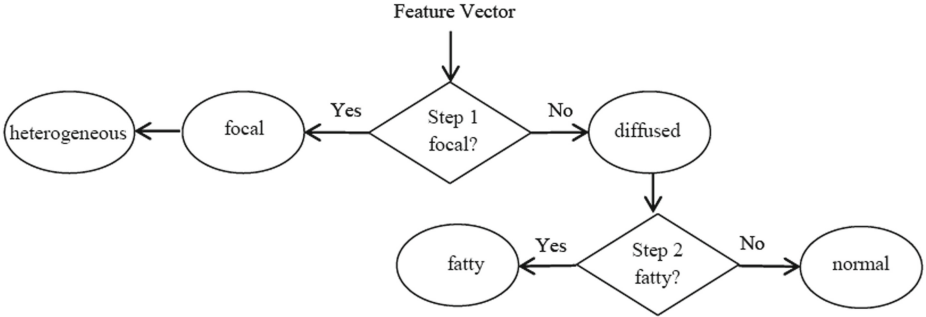 Feature Vector
Yes
No
Step 1
focal?
heterogeneous
focal
diffused
Yes
No
Step 2
fatty?
fatty
normal